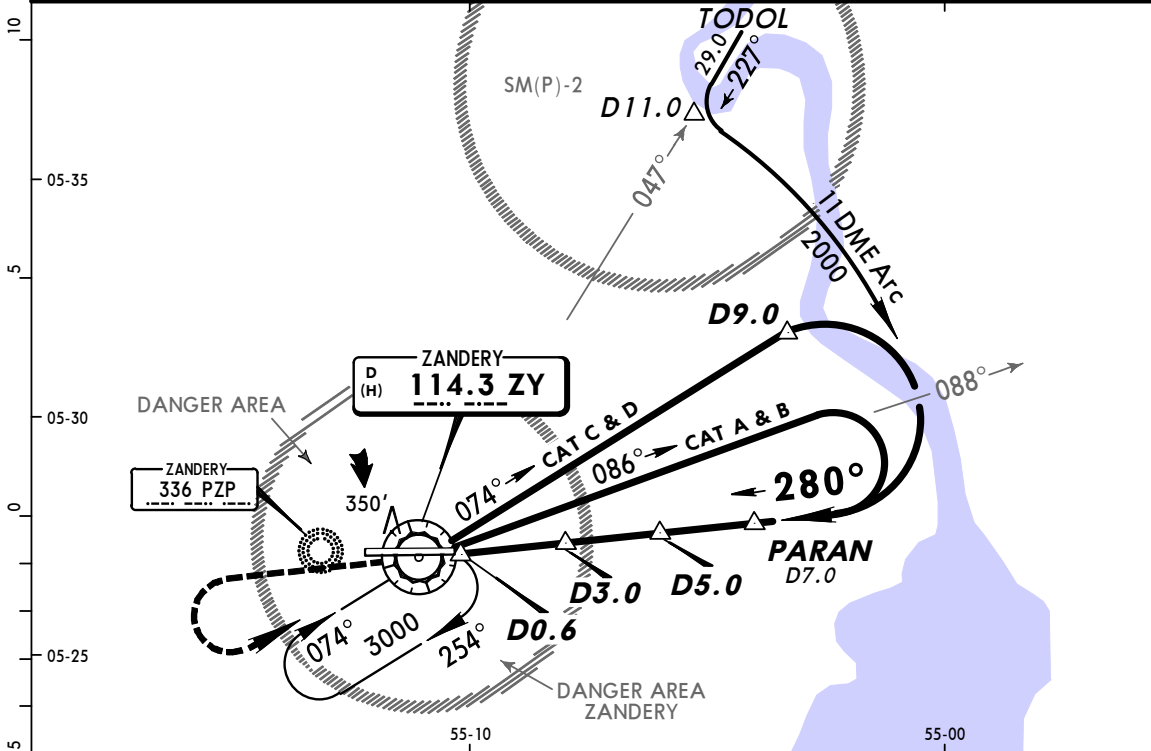 10
TODOL
29.0
227°
SM(P)-2
D11.0
047°
05-35
11 DME Arc
2000
5
D9.0
ZANDERY
D
(H)
114.3 ZY
088°
DANGER AREA
05-30
CAT C & D
074°
CAT A & B
086°
ZANDERY
336 PZP
350'
280°
0
PARAN
D7.0
D5.0
D3.0
D0.6
074°
3000
254°
05-25
DANGER AREA
ZANDERY
5
55-10
55-00